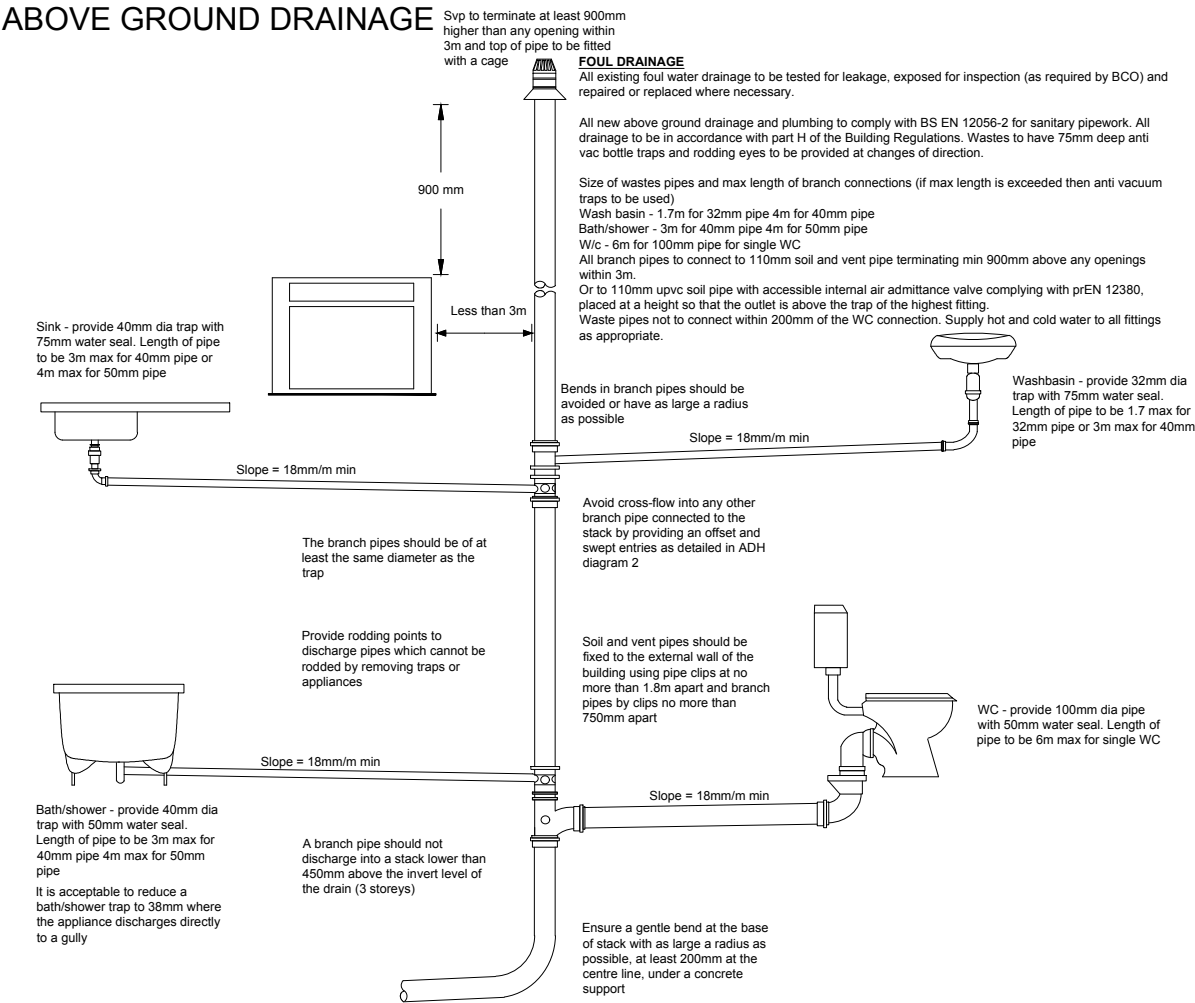 ABOVE GROUND DRAINAGE
Svp to terminate at least 900mm
higher than any opening within
3m and top of pipe to be fitted
with a cage
FOUL DRAINAGE
All existing foul water drainage to be tested for leakage, exposed for inspection (as required by BCO) and
repaired or replaced where necessary.
All new above ground drainage and plumbing to comply with BS EN 12056-2 for sanitary pipework. All
drainage to be in accordance with part H of the Building Regulations. Wastes to have 75mm deep anti
vac bottle traps and rodding eyes to be provided at changes of direction.
Size of wastes pipes and max length of branch connections (if max length is exceeded then anti vacuum
traps to be used)
Wash basin - 1.7m for 32mm pipe 4m for 40mm pipe
Bath/shower - 3m for 40mm pipe 4m for 50mm pipe
W/c - 6m for 100mm pipe for single WC
All branch pipes to connect to 110mm soil and vent pipe terminating min 900mm above any openings
within 3m.
Or to 110mm upvc soil pipe with accessible internal air admittance valve complying with prEN 12380,
placed at a height so that the outlet is above the trap of the highest fitting.
Waste pipes not to connect within 200mm of the WC connection. Supply hot and cold water to all fittings
as appropriate.
900 mm
Less than 3m
Sink - provide 40mm dia trap with
75mm water seal. Length of pipe
to be 3m max for 40mm pipe or
4m max for 50mm pipe
Bends in branch pipes should be
avoided or have as large a radius
as possible
Washbasin - provide 32mm dia
trap with 75mm water seal.
Length of pipe to be 1.7 max for
32mm pipe or 3m max for 40mm
pipe
Slope = 18mm/m min
Slope = 18mm/m min
Avoid cross-flow into any other
branch pipe connected to the
stack by providing an offset and
swept entries as detailed in ADH
diagram 2
The branch pipes should be of at
least the same diameter as the
trap
Provide rodding points to
discharge pipes which cannot be
rodded by removing traps or
appliances
Soil and vent pipes should be
fixed to the external wall of the
building using pipe clips at no
more than 1.8m apart and branch
pipes by clips no more than
750mm apart
WC - provide 100mm dia pipe
with 50mm water seal. Length of
pipe to be 6m max for single WC
Slope = 18mm/m min
Slope = 18mm/m min
Bath/shower - provide 40mm dia
trap with 50mm water seal.
Length of pipe to be 3m max for
40mm pipe 4m max for 50mm
pipe
It is acceptable to reduce a
bath/shower trap to 38mm where
the appliance discharges directly
to a gully
A branch pipe should not
discharge into a stack lower than
450mm above the invert level of
the drain (3 storeys)
Ensure a gentle bend at the base
of stack with as large a radius as
possible, at least 200mm at the
centre line, under a concrete
support